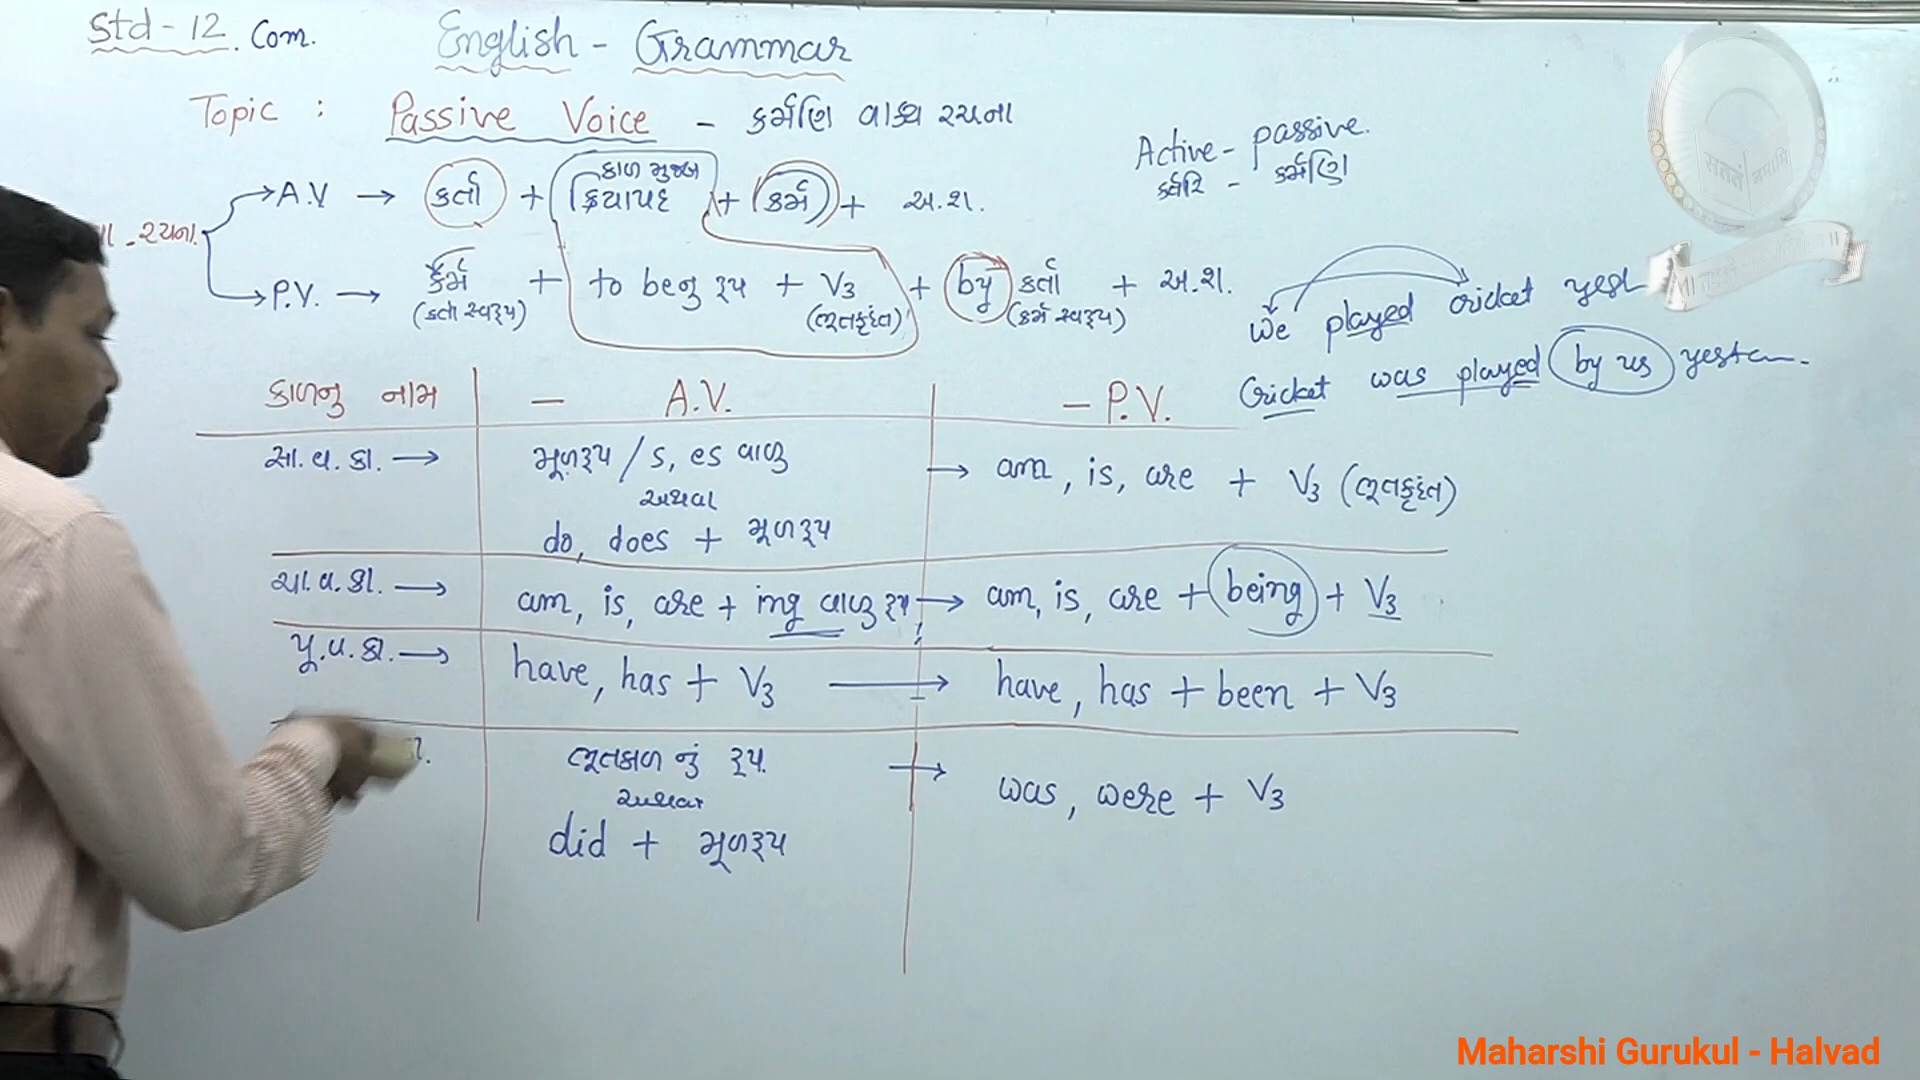 Std - 12. Com. English - Grammar
Topic : Passive Voice - કર્મણિ વાક્ય રચના
Active - passive.
કર્તરિ - કર્મણિ
A.V → કર્તા + કાળ મુજબ ક્રિયાપદ + કર્મ + અ.શ.
રચના.
P.V. → કર્મ + to beનુ રૂપ + V3 + by કર્તા + અ.શ.
(કર્તા સ્વરૂપ) (ભૂતકૃદંત) (કર્મ સ્વરૂપ)
We played cricket yest
Cricket was played by us yester
કાળનુ નામ - A.V. - P.V.
સા.વ.કા. → મૂળરૂપ / s, es વાળુ → am, is, are + V3 (ભૂતકૃદંત)
અથવા
do, does + મૂળરૂપ
ચા.વ.કા. → am, is, are + ing વાળુ રૂપ → am, is, are + being + V3
પૂ.વ.કા. → have, has + V3 → have, has + been + V3
ભૂતકાળ નું રૂપ. → was, were + V3
અથવા
did + મૂળરૂપ
Maharshi Gurukul - Halvad